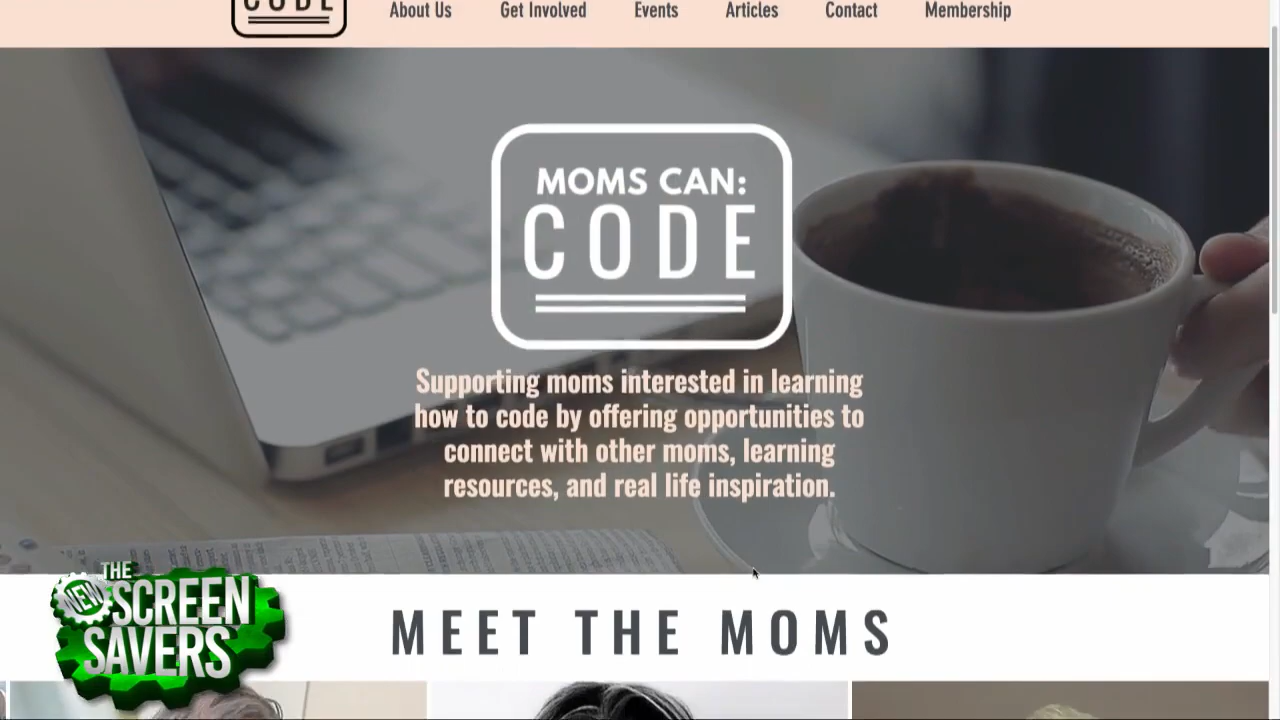 CODE
About Us Get Involved Events Articles Contact Membership
MOMS CAN:
CODE
Supporting moms interested in learning
how to code by offering opportunities to
connect with other moms, learning
resources, and real life inspiration.
THE
NEW
SCREEN
SAVERS
MEET THE MOMS